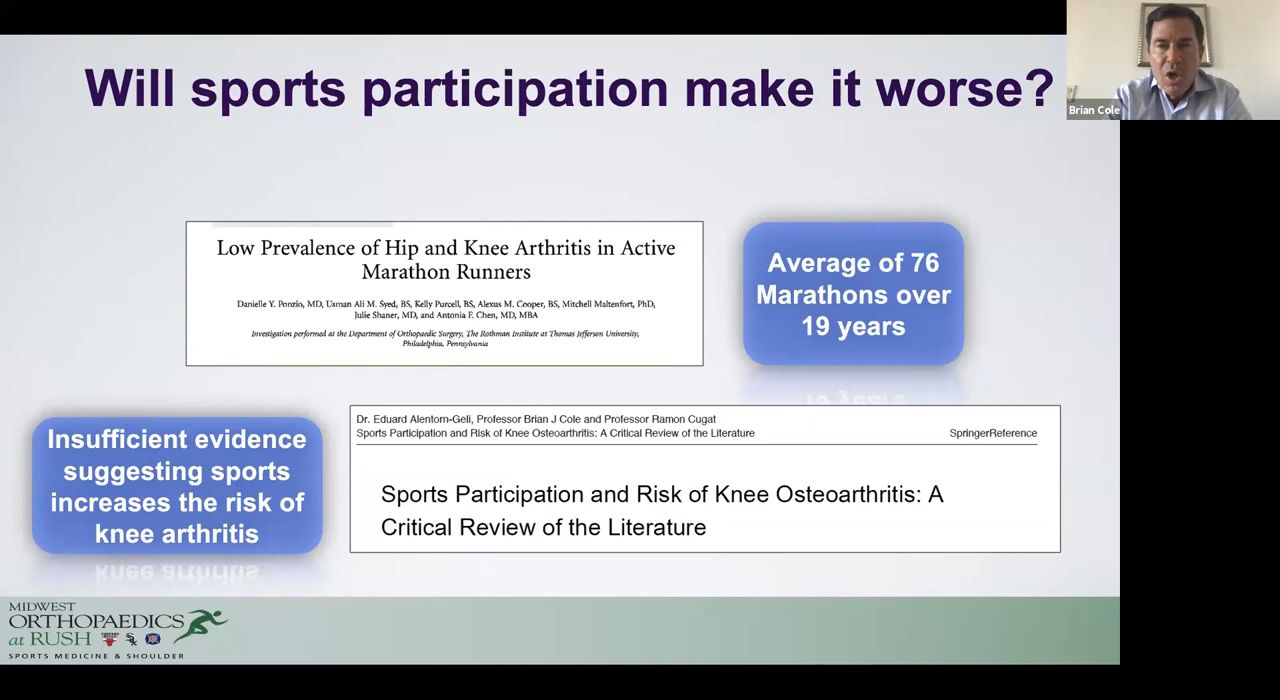 Will sports participation make it worse?
Brian Cole
Low Prevalence of Hip and Knee Arthritis in Active
Marathon Runners
Danielle Y. Ponzio, MD, Usman Ali M. Syed, BS, Kelly Purcell, BS, Alexus M. Cooper, BS, Mitchell Maltenfort, PhD,
Julie Shaner, MD, and Antonia F. Chen, MD, MBA
Investigation performed at the Department of Orthopaedic Surgery, The Rothman Institute at Thomas Jefferson University,
Philadelphia, Pennsylvania
Average of 76
Marathons over
19 years
Insufficient evidence
suggesting sports
increases the risk of
knee arthritis
Dr. Eduard Alentorn-Geli, Professor Brian J Cole and Professor Ramon Cugat
Sports Participation and Risk of Knee Osteoarthritis: A Critical Review of the Literature
SpringerReference
Sports Participation and Risk of Knee Osteoarthritis: A
Critical Review of the Literature
MIDWEST
ORTHOPAEDICS
at RUSH
SPORTS MEDICINE & SHOULDER